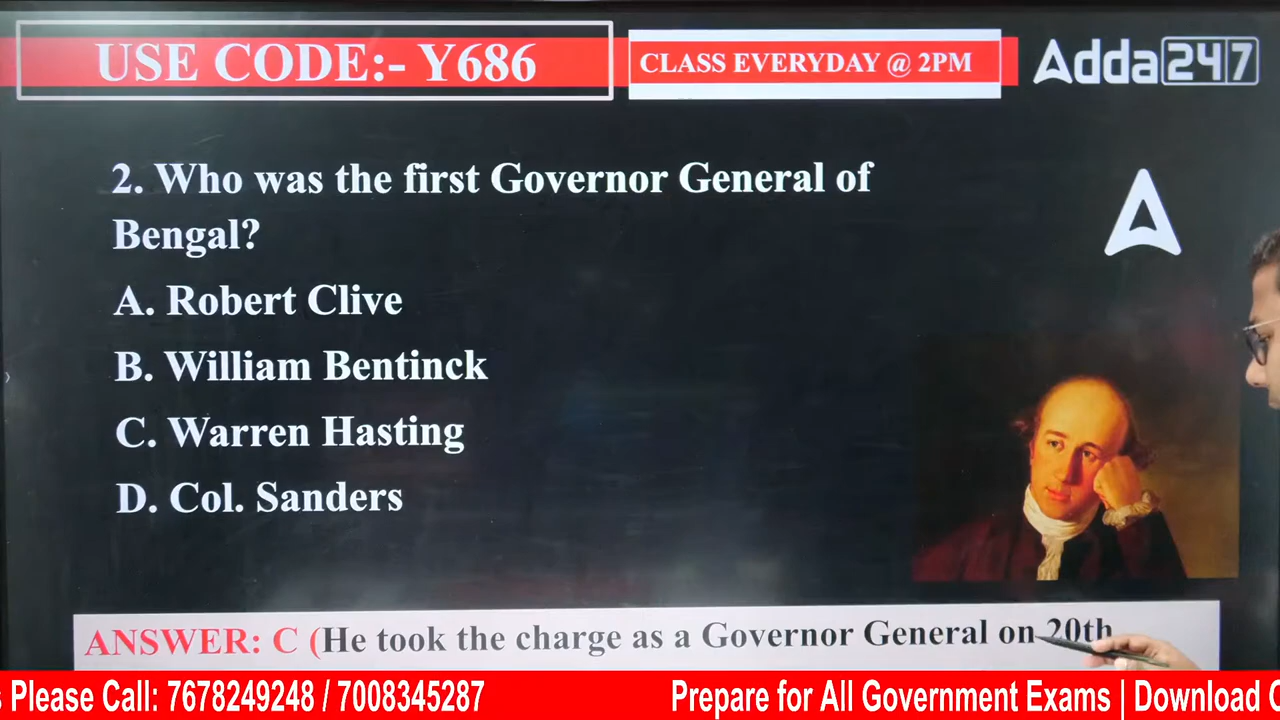 USE CODE:- Y686
CLASS EVERYDAY @ 2PM
Adda247
2. Who was the first Governor General of
Bengal?
A. Robert Clive
B. William Bentinck
C. Warren Hasting
D. Col. Sanders
ANSWER: C (He took the charge as a Governor General on 20th
s Please Call: 7678249248 / 7008345287 Prepare for All Government Exams | Download